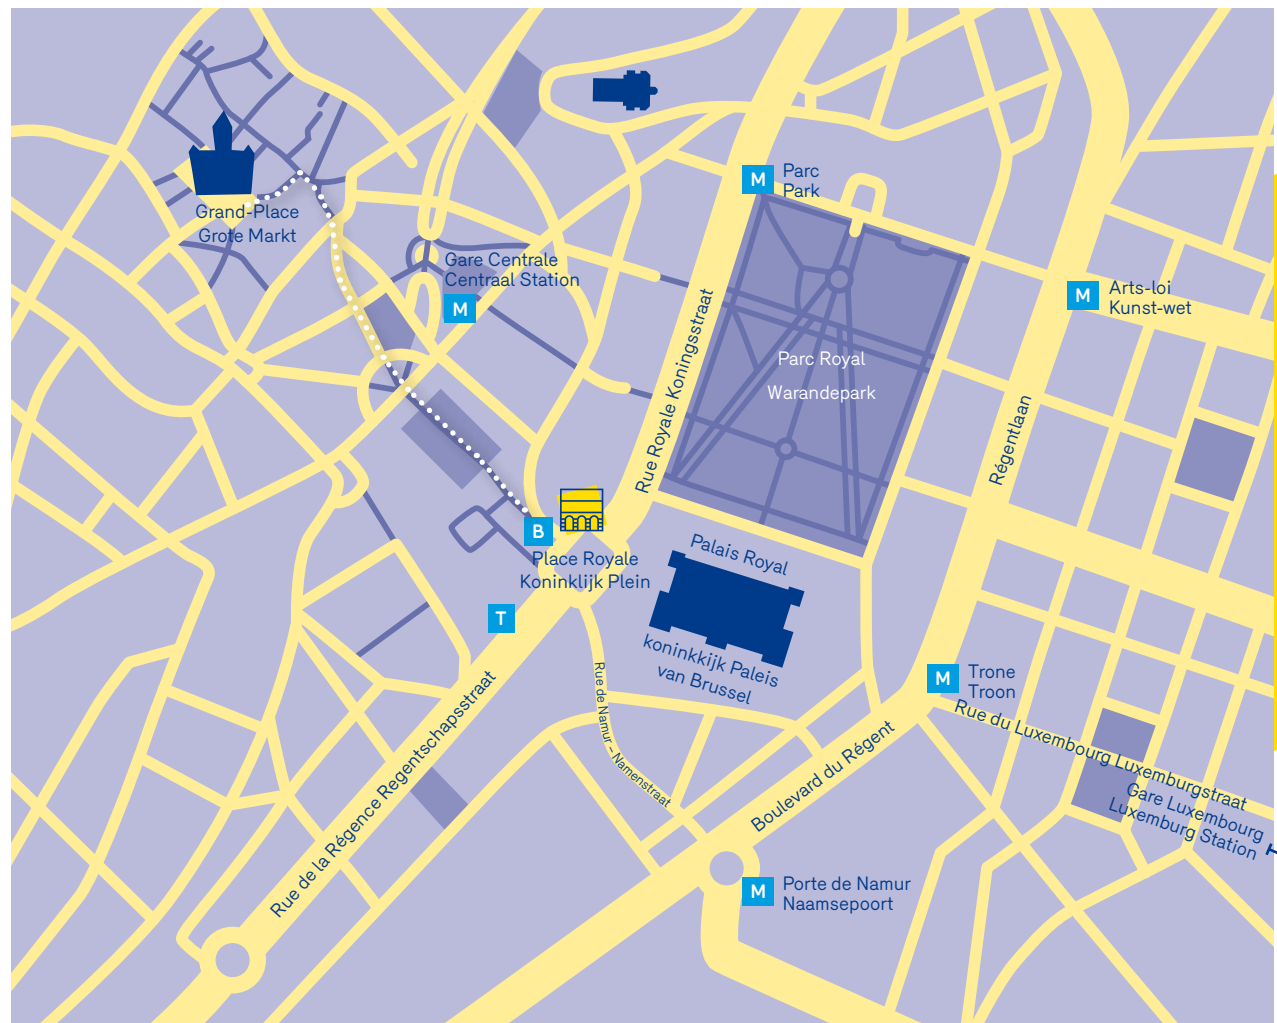 M
Parc
Park
Grand-Place
Grote Markt
Gare Centrale
Centraal Station
M
M
Arts-loi
Kunst-wet
Rue Royale Koningsstraat
Parc Royal
Warandepark
Régentlaan
B
Place Royale
Koninklijk Plein
Palais Royal
koninkkijk Paleis
van Brussel
T
M
Trone
Troon
Rue de Namur – Namenstraat
Rue de la Régence Regentschapsstraat
Rue du Luxembourg Luxemburgstraat
Boulevard du Régent
Gare Luxembourg
Luxemburg Station
T
M
Porte de Namur
Naamsepoort